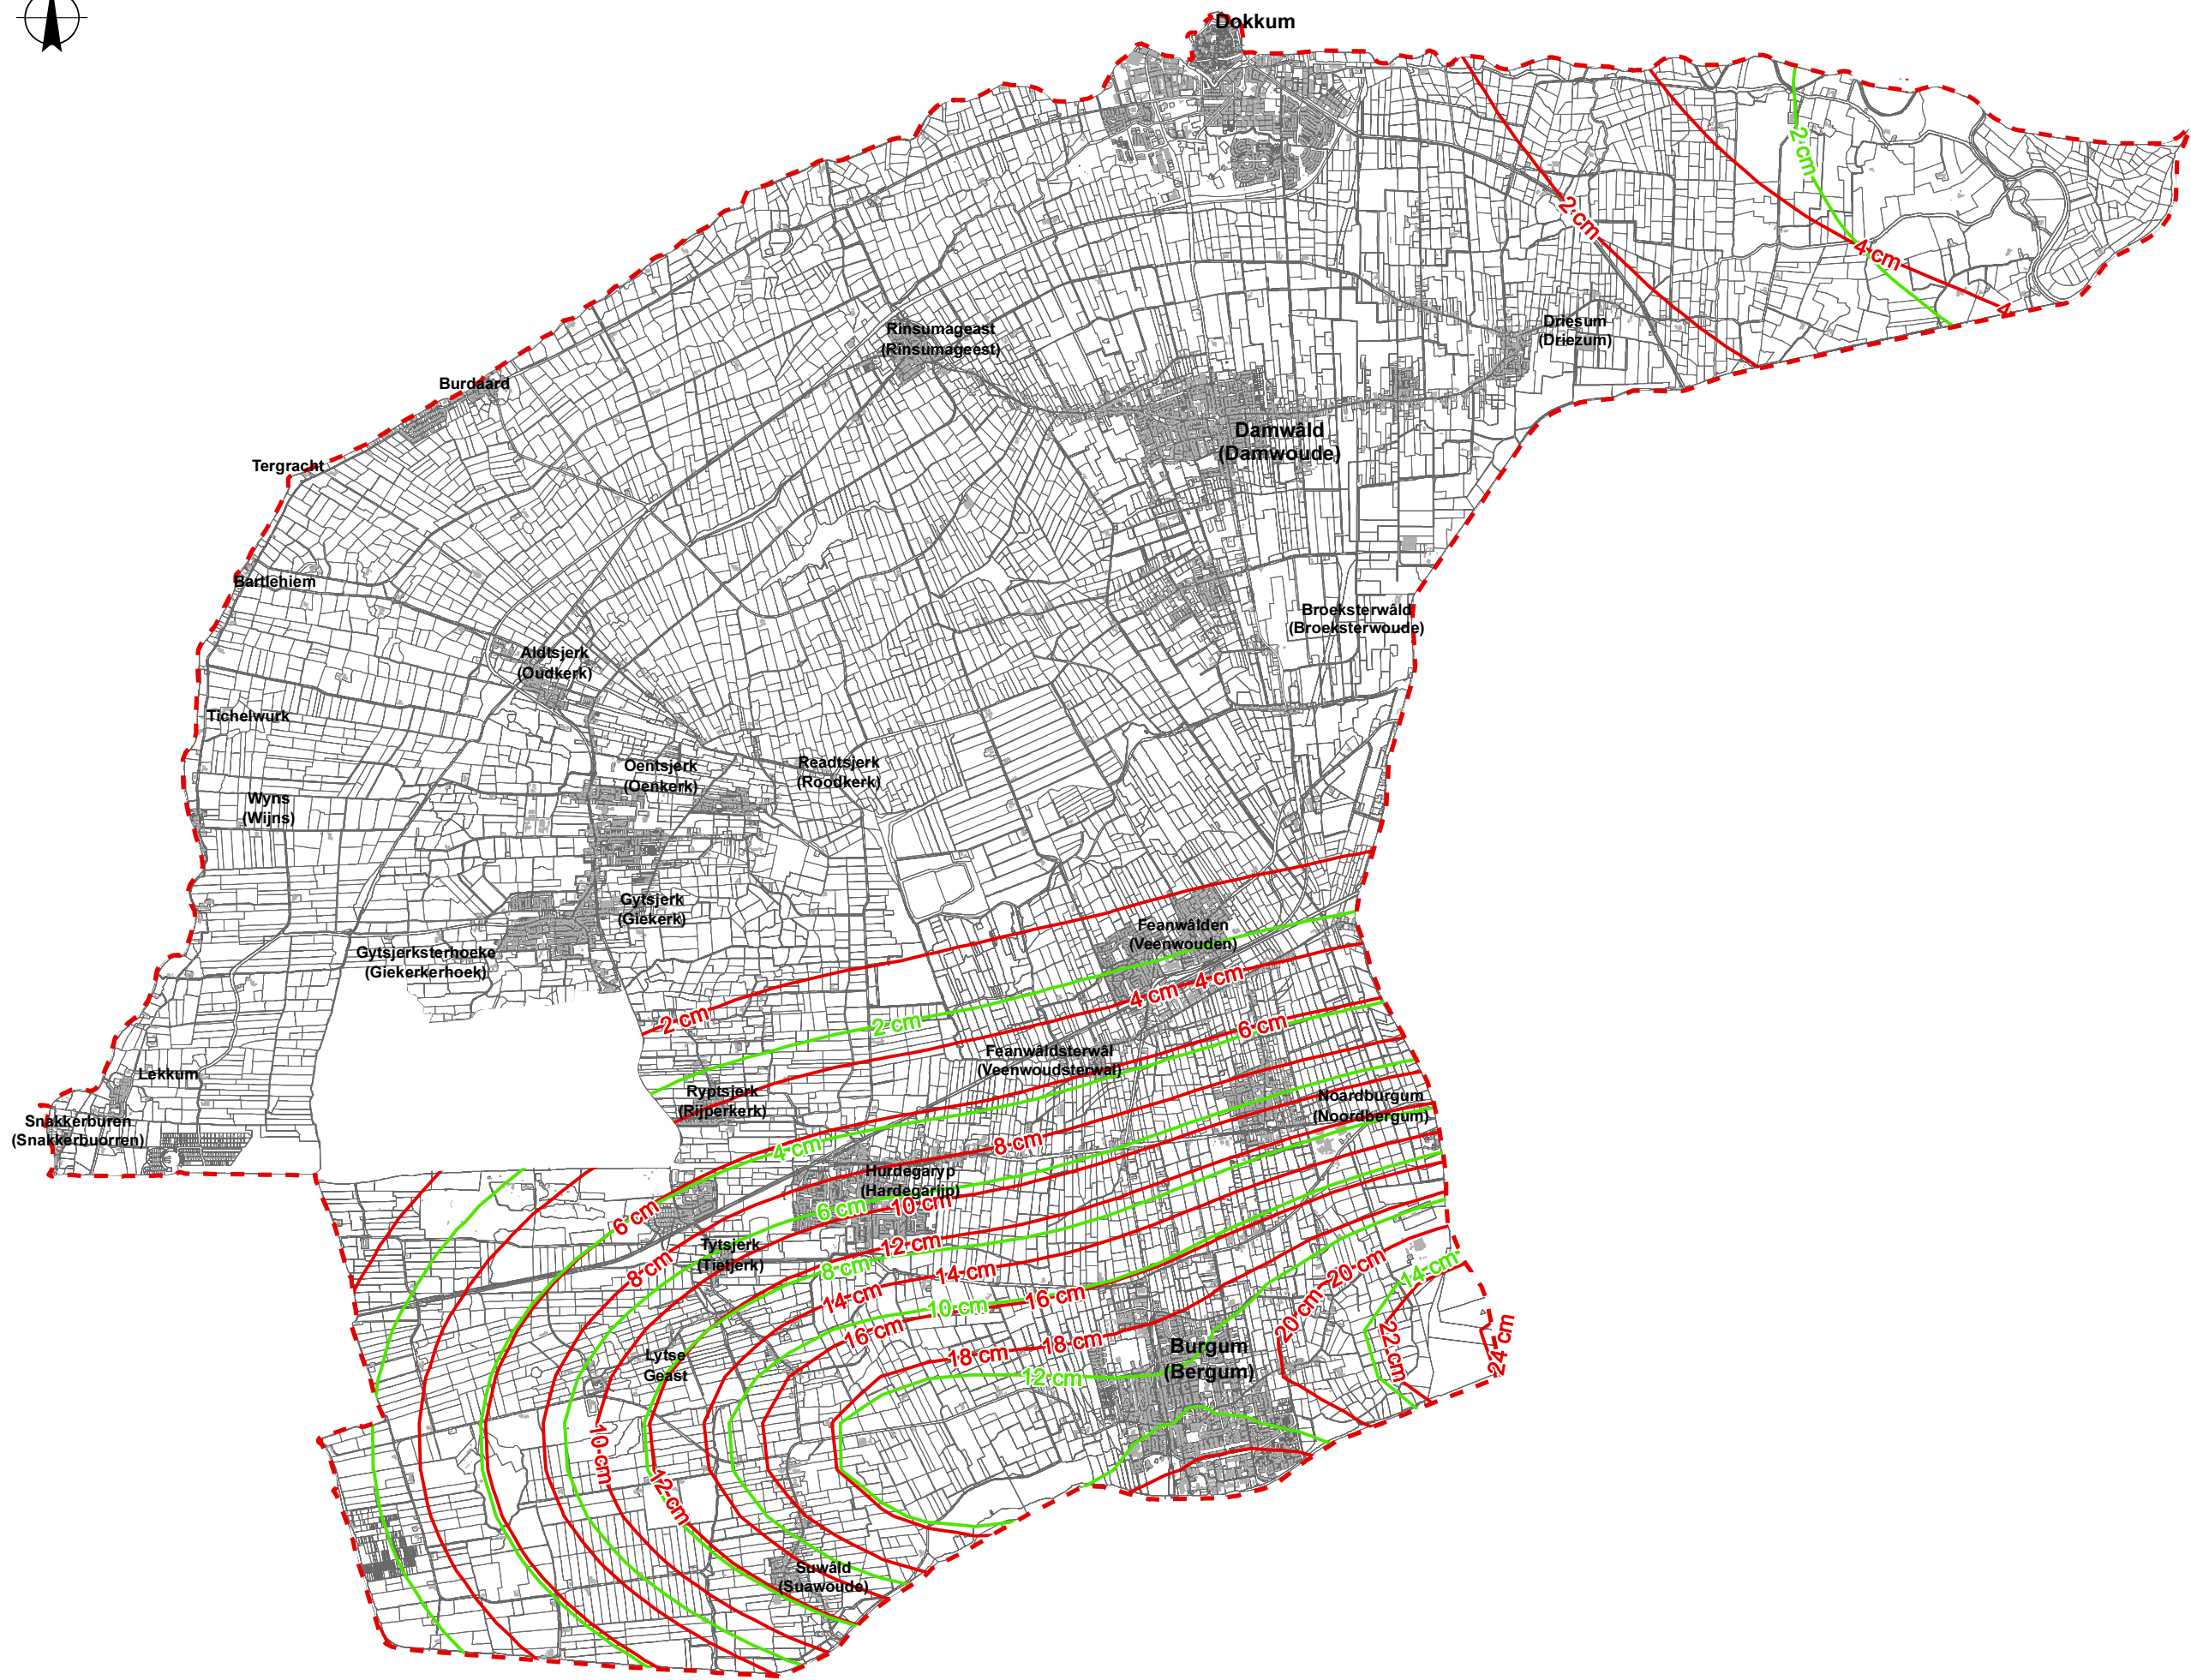 Dokkum
2 cm
2 cm
4 cm
4
Rinsumageast
(Rinsumageest)
Driesum
(Driezum)
Burdaard
Damwâld
(Damwoude)
Tergracht
Bartlehiem
Broeksterwâld
(Broeksterwoude)
Aldtsjerk
(Oudkerk)
Tichelwurk
Oentsjerk
(Oenkerk)
Readtsjerk
(Roodkerk)
Wyns
(Wijns)
Gytsjerk
(Giekerk)
Feanwâlden
(Veenwouden)
Gytsjerksterhoeke
(Giekerkerhoek)
4 cm
4 cm
2 cm
2 cm
6 cm
Feanwâldsterwâl
(Veenwoudsterwal)
Lekkum
Ryptsjerk
(Rijperkerk)
Noardburgum
(Noordbergum)
Snakkerburen
(Snakkerbuorren)
4 cm
8 cm
Hurdegaryp
(Hardegarijp)
6 cm
6 cm
10 cm
Tytsjerk
(Tietjerk)
12 cm
8 cm
8 cm
14 cm
14 cm
20 cm
14 cm
16 cm
10 cm
16 cm
20 cm
18 cm
18 cm
22 cm
24 cm
Burgum
(Bergum)
Lytse
Geast
12 cm
10 cm
12 cm
Suwâld
(Suawoude)